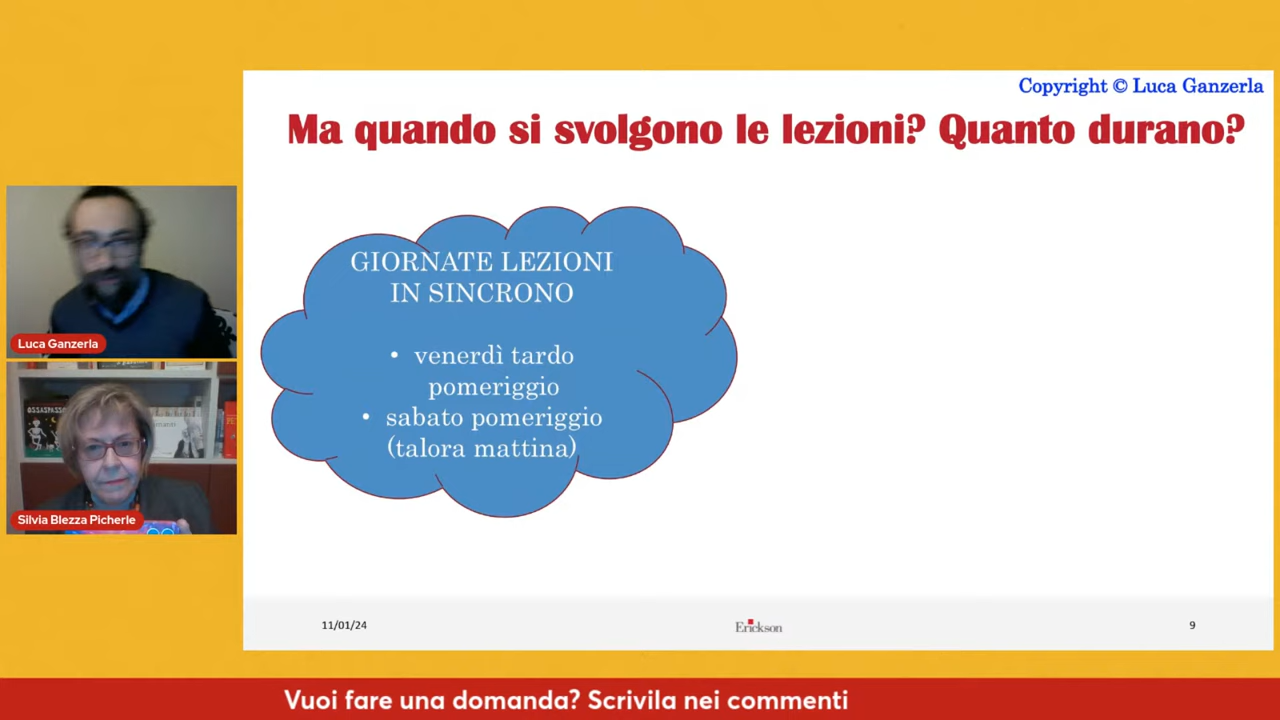 Copyright © Luca Ganzerla
Ma quando si svolgono le lezioni? Quanto durano?
GIORNATE LEZIONI
IN SINCRONO
• venerdì tardo
pomeriggio
• sabato pomeriggio
(talora mattina)
Luca Ganzerla
OSSASPASSO
Silvia Blezza Picherle
11/01/24
Erickson
9
Vuoi fare una domanda? Scrivila nei commenti